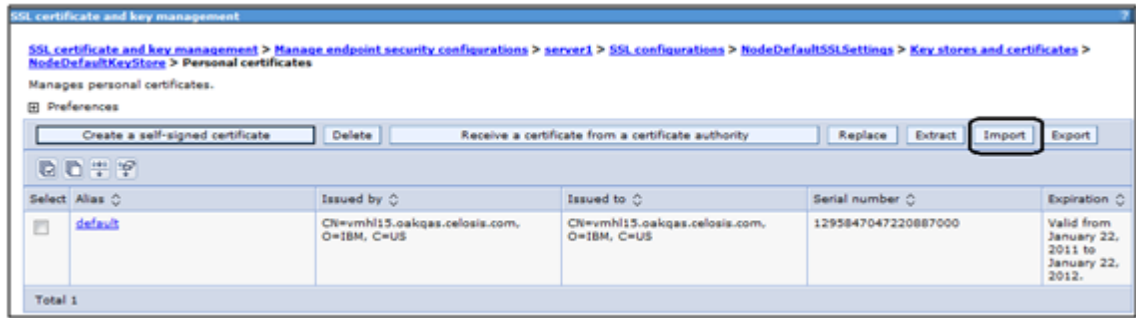 SSL certificate and key management ?
SSL certificate and key management > Manage endpoint security configurations > server1 > SSL configurations > NodeDefaultSSLSettings > Key stores and certificates >
NodeDefaultKeyStore > Personal certificates
Manages personal certificates.
Preferences
Create a self-signed certificate Delete Receive a certificate from a certificate authority Replace Extract Import Export
Select Alias Issued by Issued to Serial number Expiration
default CN=vmhl15.oakqas.celosis.com, CN=vmhl15.oakqas.celosis.com, 1295847047220887000 Valid from
O=IBM, C=US O=IBM, C=US January 22,
2011 to
January 22,
2012.
Total 1